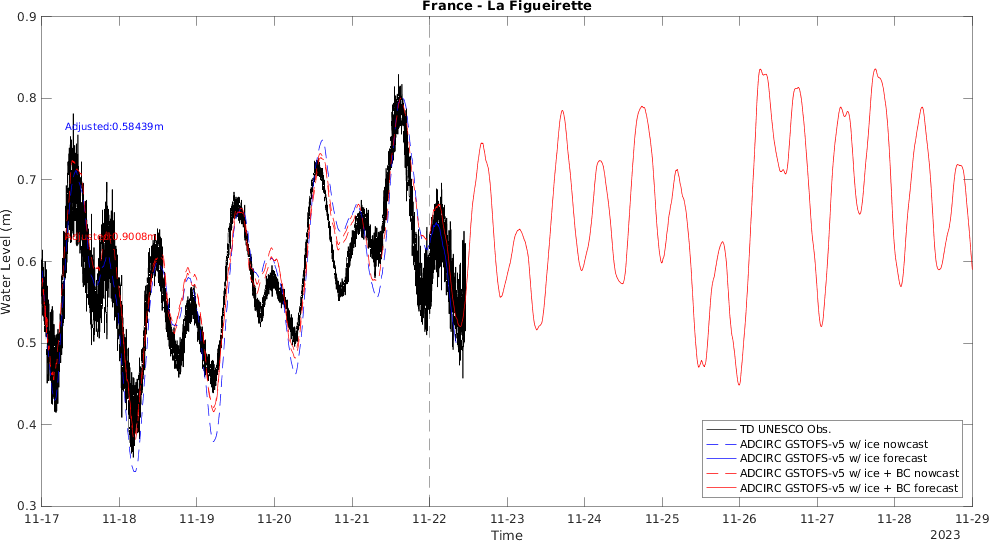 France - La Figueirette
0.9
0.8
0.7
0.6
0.5
0.4
0.3
Water Level (m)
Adjusted:0.58439m
11-17
11-18
11-19
11-20
11-21
11-22
11-23
11-24
11-25
11-26
11-27
11-28
11-29
Time
2023
TD UNESCO Obs.
ADCIRC GSTOFS-v5 w/ ice nowcast
ADCIRC GSTOFS-v5 w/ ice forecast
ADCIRC GSTOFS-v5 w/ ice + BC nowcast
ADCIRC GSTOFS-v5 w/ ice + BC forecast